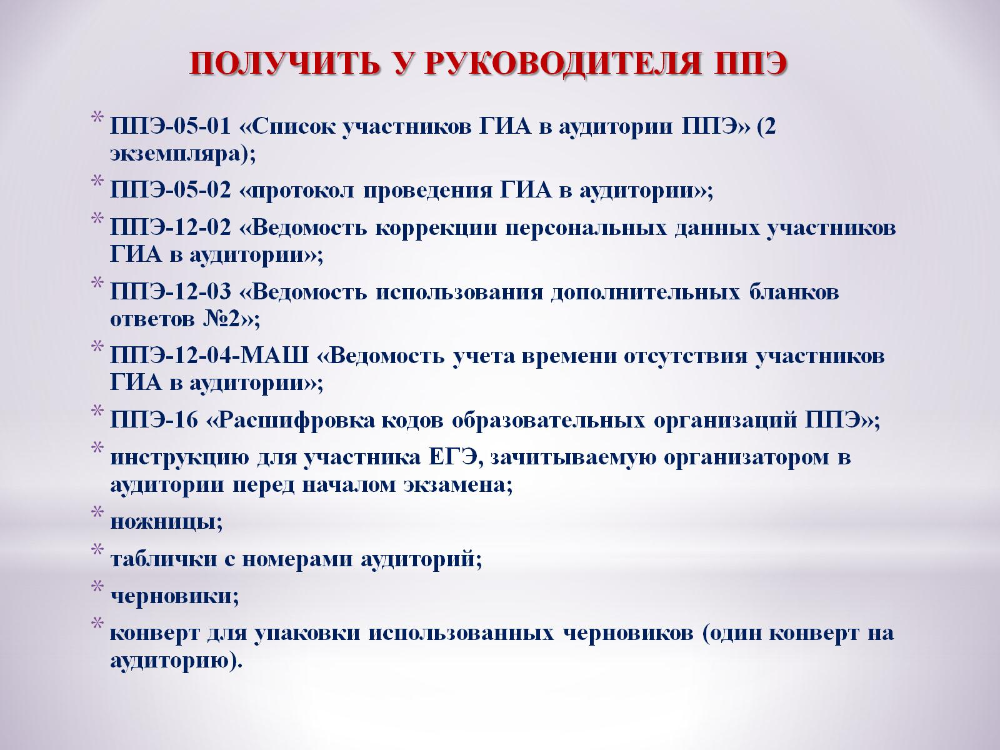 ПОЛУЧИТЬ У РУКОВОДИТЕЛЯ ППЭ
* ППЭ-05-01 «Список участников ГИА в аудитории ППЭ» (2
экземпляра);
* ППЭ-05-02 «протокол проведения ГИА в аудитории»;
* ППЭ-12-02 «Ведомость коррекции персональных данных участников
ГИА в аудитории»;
* ППЭ-12-03 «Ведомость использования дополнительных бланков
ответов №2»;
* ППЭ-12-04-МАШ «Ведомость учета времени отсутствия участников
ГИА в аудитории»;
* ППЭ-16 «Расшифровка кодов образовательных организаций ППЭ»;
* инструкцию для участника ЕГЭ, зачитываемую организатором в
аудитории перед началом экзамена;
* ножницы;
* таблички с номерами аудиторий;
* черновики;
* конверт для упаковки использованных черновиков (один конверт на
аудиторию).